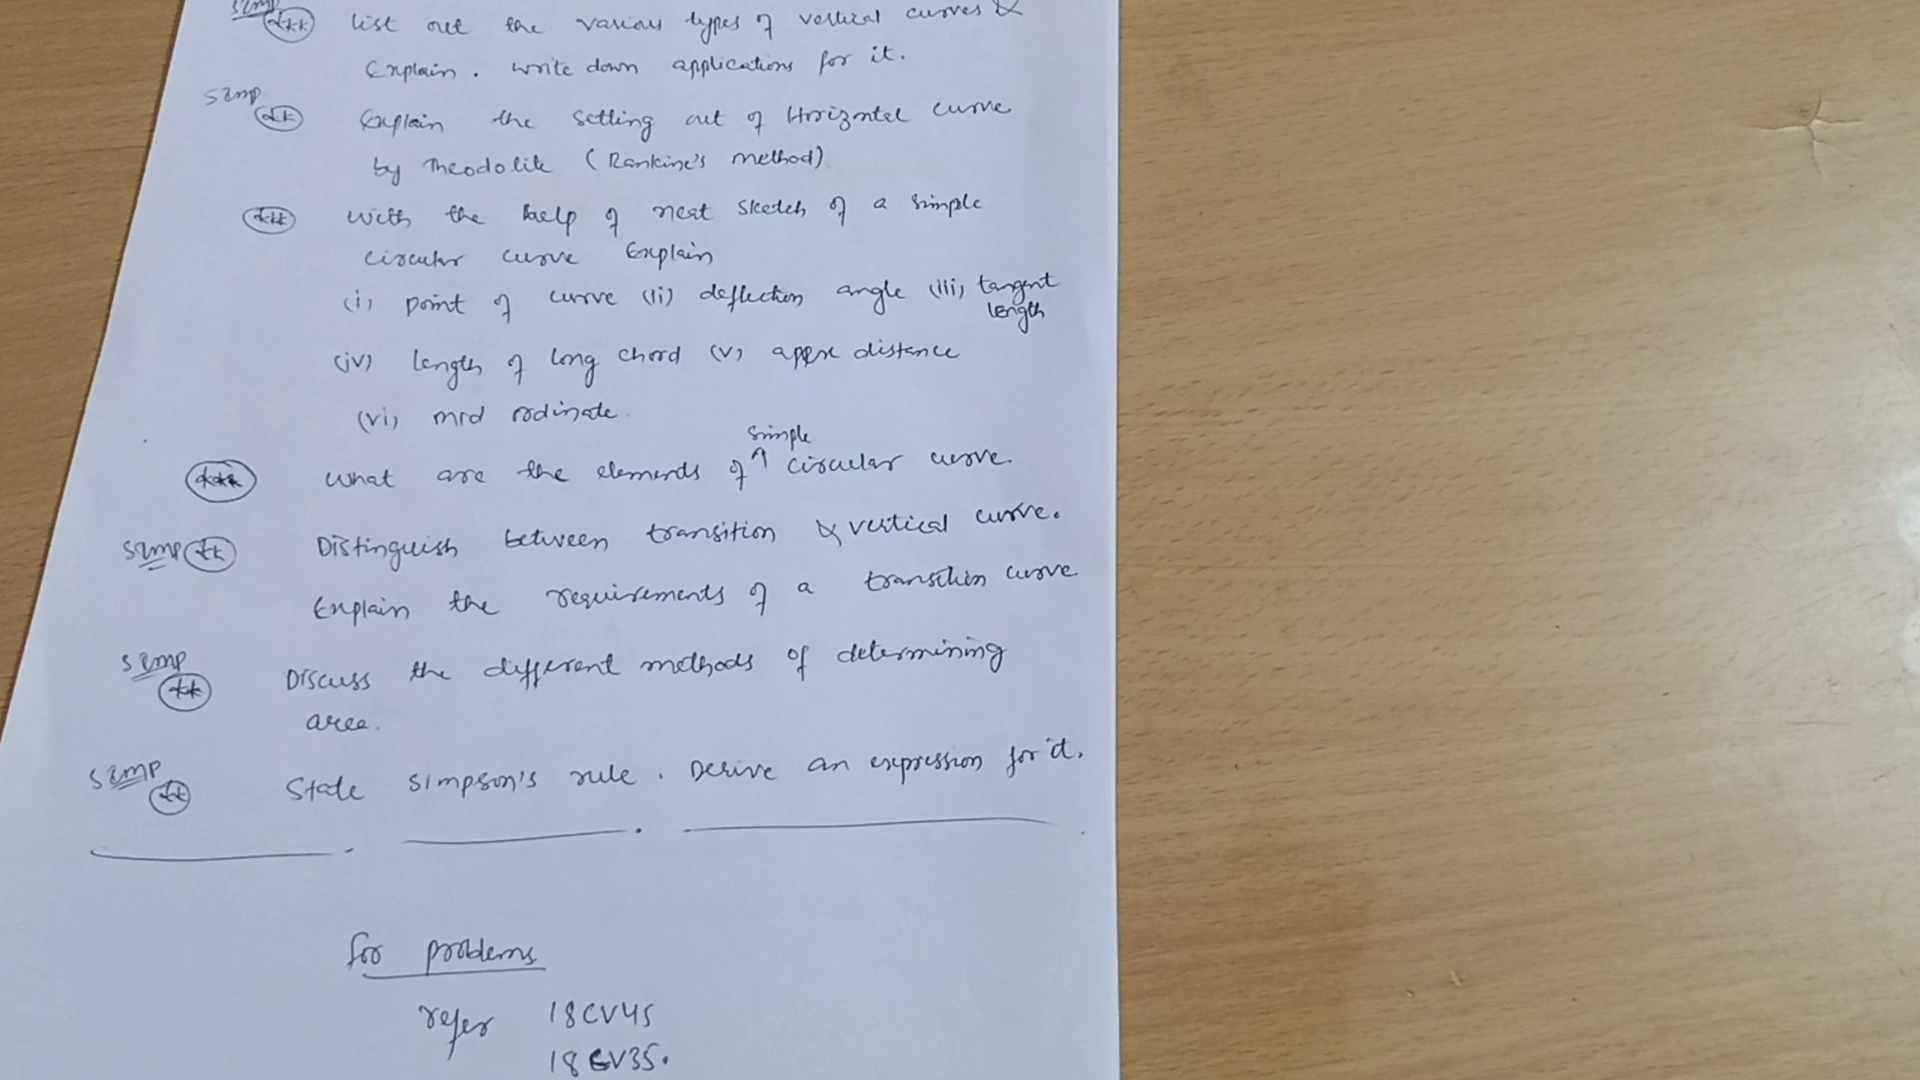 SImp
** list out the various types of vertical curves &
Explain. Write down applications for it.
SImp
** Explain the setting out of Horizontal curve
by Theodolite (Rankine's method)
*** with the help of neat sketch of a simple
circular curve Explain
(i) point of curve (ii) deflection angle (iii) tangent
length
(iv) length of long chord (v) apex distance
(vi) mid ordinate.
simple
*** What are the elements of ^ circular curve.
SImp ** Distinguish between transition & vertical curve.
Explain the requirements of a transition curve
SImp
** Discuss the different methods of determining
area.
SImp
** State Simpson's rule. Derive an expression for it.
for problems
refer 18CV45
18CV35.